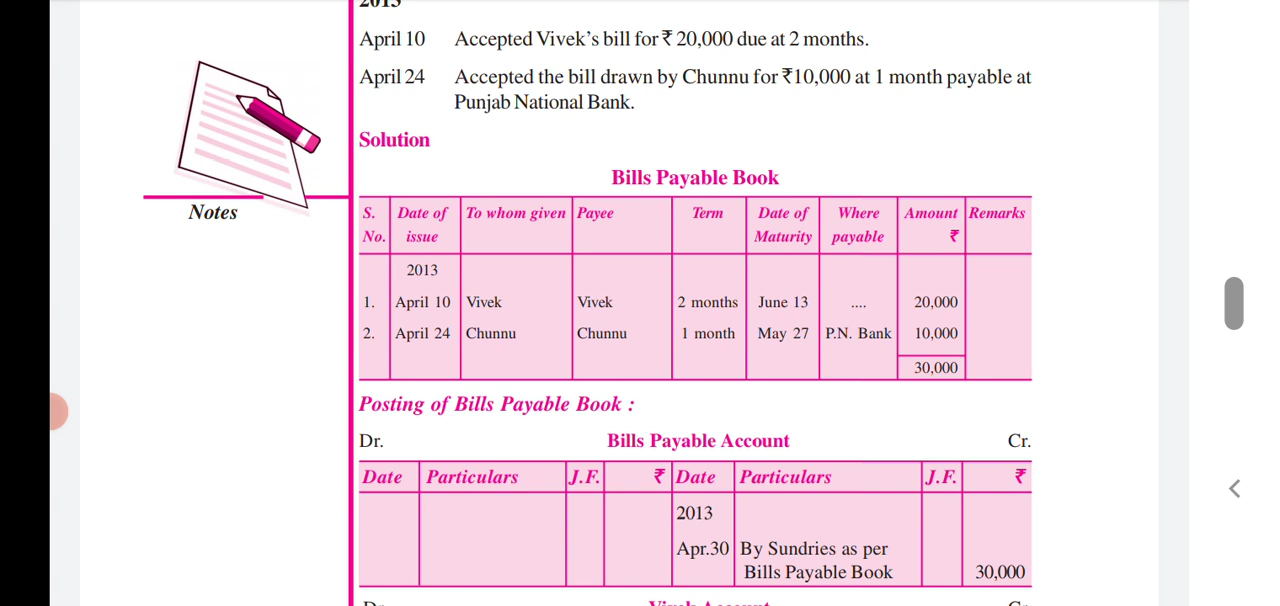 2013
April 10 Accepted Vivek’s bill for ₹ 20,000 due at 2 months.
April 24 Accepted the bill drawn by Chunnu for ₹10,000 at 1 month payable at
Punjab National Bank.
Solution
Notes
Bills Payable Book
S. Date of To whom given Payee Term Date of Where Amount Remarks
No. issue Maturity payable ₹
2013
1. April 10 Vivek Vivek 2 months June 13 .... 20,000
2. April 24 Chunnu Chunnu 1 month May 27 P.N. Bank 10,000
30,000
Posting of Bills Payable Book :
Dr. Bills Payable Account Cr.
Date Particulars J.F. ₹ Date Particulars J.F. ₹
2013
Apr.30 By Sundries as per
Bills Payable Book 30,000